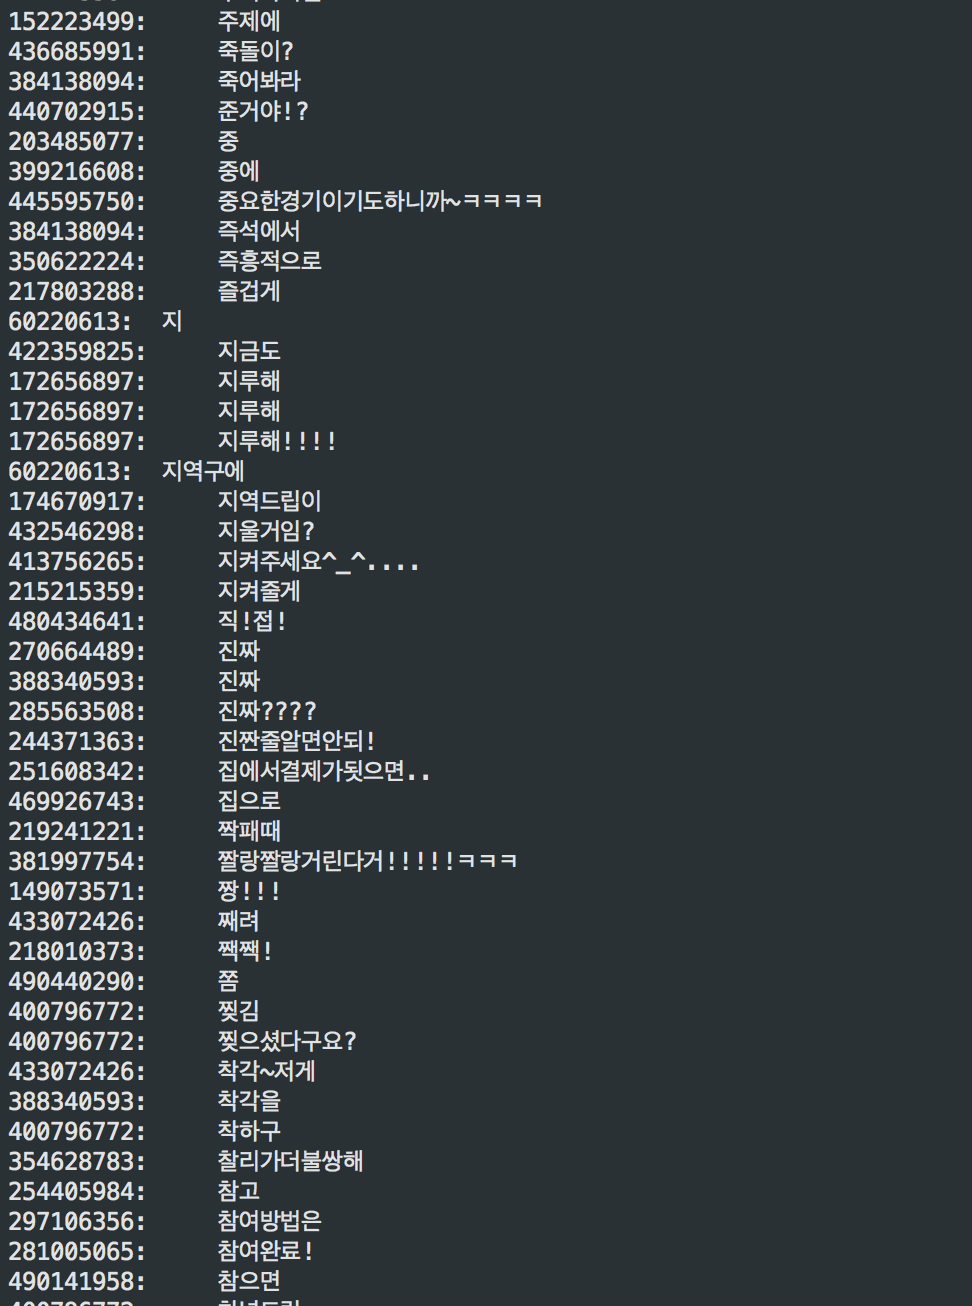 152223499: 주제에
436685991: 죽돌이?
384138094: 죽어봐라
440702915: 준거야!?
203485077: 중
399216608: 중에
445595750: 중요한경기이기도하니까~ㅋㅋㅋㅋ
384138094: 즉석에서
350622224: 즉흥적으로
217803288: 즐겁게
60220613: 지
422359825: 지금도
172656897: 지루해
172656897: 지루해
172656897: 지루해!!!!
60220613: 지역구에
174670917: 지역드립이
432546298: 지울거임?
413756265: 지켜주세요^_^....
215215359: 지켜줄게
480434641: 직!접!
270664489: 진짜
388340593: 진짜
285563508: 진짜????
244371363: 진짠줄알면안되!
251608342: 집에서결제가됫으면..
469926743: 집으로
219241221: 짝패때
381997754: 짤랑짤랑거린다거!!!!!ㅋㅋㅋ
149073571: 짱!!!
433072426: 째려
218010373: 짹짹!
490440290: 쫌
400796772: 찢김
400796772: 찢으셨다구요?
433072426: 착각~저게
388340593: 착각을
400796772: 착하구
354628783: 찰리가더불쌍해
254405984: 참고
297106356: 참여방법은
281005065: 참여완료!
490141958: 참으면